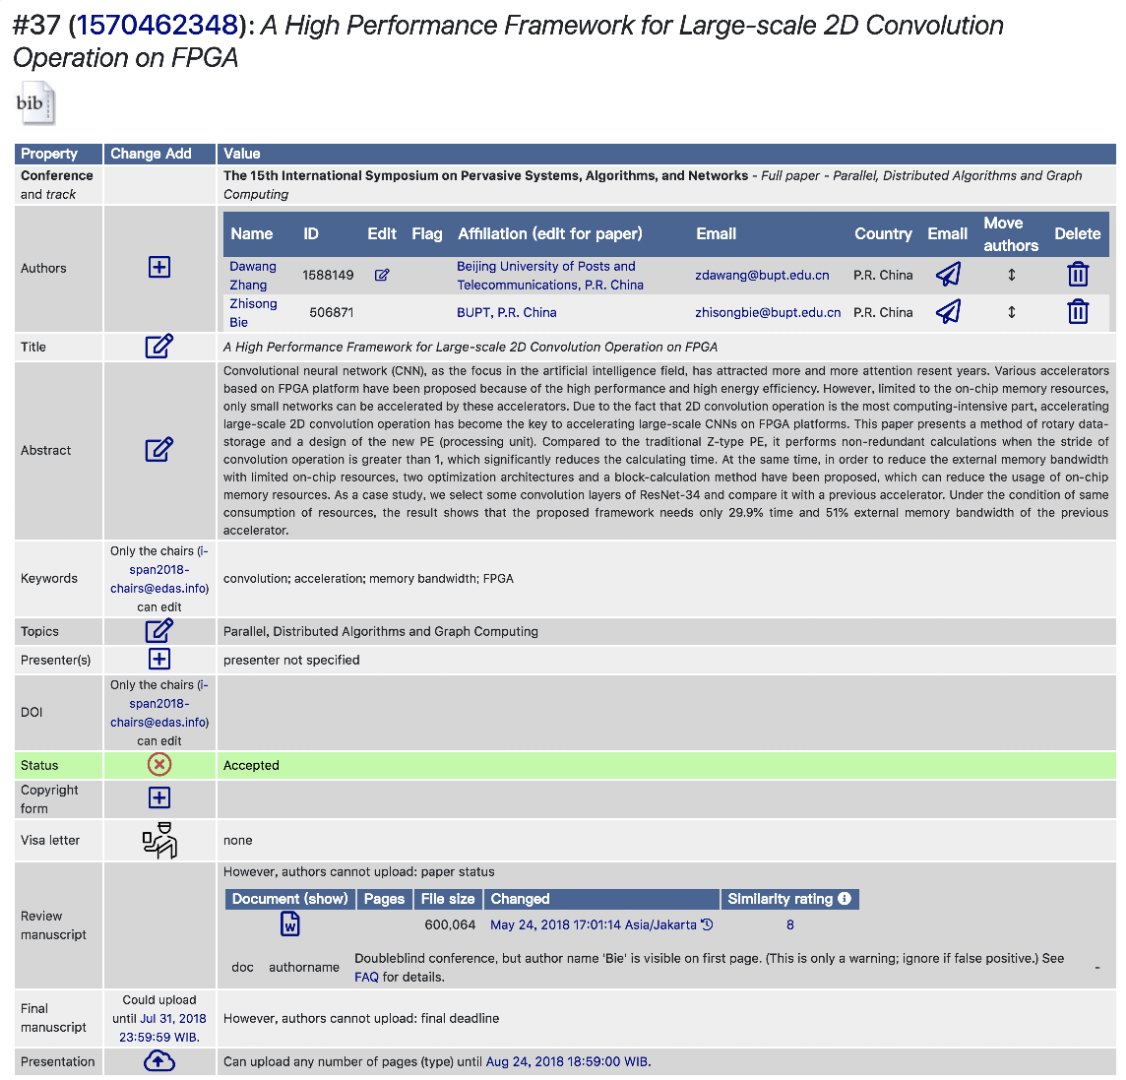 #37 (1570462348): A High Performance Framework for Large-scale 2D Convolution
Operation on FPGA
bib
Property Change Add Value
Conference and track
The 15th International Symposium on Pervasive Systems, Algorithms, and Networks - Full paper - Parallel, Distributed Algorithms and Graph
Computing
Authors
Name ID Edit Flag Affiliation (edit for paper) Email Country Email Move authors Delete
Dawang Zhang 1588149 Beijing University of Posts and Telecommunications, P.R. China zdawang@bupt.edu.cn P.R. China
Zhisong Bie 506871 BUPT, P.R. China zhisongbie@bupt.edu.cn P.R. China
Title A High Performance Framework for Large-scale 2D Convolution Operation on FPGA
Abstract
Convolutional neural network (CNN), as the focus in the artificial intelligence field, has attracted more and more attention resent years. Various accelerators
based on FPGA platform have been proposed because of the high performance and high energy efficiency. However, limited to the on-chip memory resources,
only small networks can be accelerated by these accelerators. Due to the fact that 2D convolution operation is the most computing-intensive part, accelerating
large-scale 2D convolution operation has become the key to accelerating large-scale CNNs on FPGA platforms. This paper presents a method of rotary data-
storage and a design of the new PE (processing unit). Compared to the traditional Z-type PE, it performs non-redundant calculations when the stride of
convolution operation is greater than 1, which significantly reduces the calculating time. At the same time, in order to reduce the external memory bandwidth
with limited on-chip resources, two optimization architectures and a block-calculation method have been proposed, which can reduce the usage of on-chip
memory resources. As a case study, we select some convolution layers of ResNet-34 and compare it with a previous accelerator. Under the condition of same
consumption of resources, the result shows that the proposed framework needs only 29.9% time and 51% external memory bandwidth of the previous
accelerator.
Keywords
Only the chairs (i-
span2018-
chairs@edas.info)
can edit
convolution; acceleration; memory bandwidth; FPGA
Topics Parallel, Distributed Algorithms and Graph Computing
Presenter(s) presenter not specified
DOI
Only the chairs (i-
span2018-
chairs@edas.info)
can edit
Status Accepted
Copyright
form
Visa letter none
Review
manuscript
However, authors cannot upload: paper status
Document (show) Pages File size Changed Similarity rating
W 600,064 May 24, 2018 17:01:14 Asia/Jakarta 8
doc authorname
Doubleblind conference, but author name 'Bie' is visible on first page. (This is only a warning; ignore if false positive.) See
FAQ for details. -
Final
manuscript
Could upload
until Jul 31, 2018
23:59:59 WIB.
However, authors cannot upload: final deadline
Presentation Can upload any number of pages (type) until Aug 24, 2018 18:59:00 WIB.